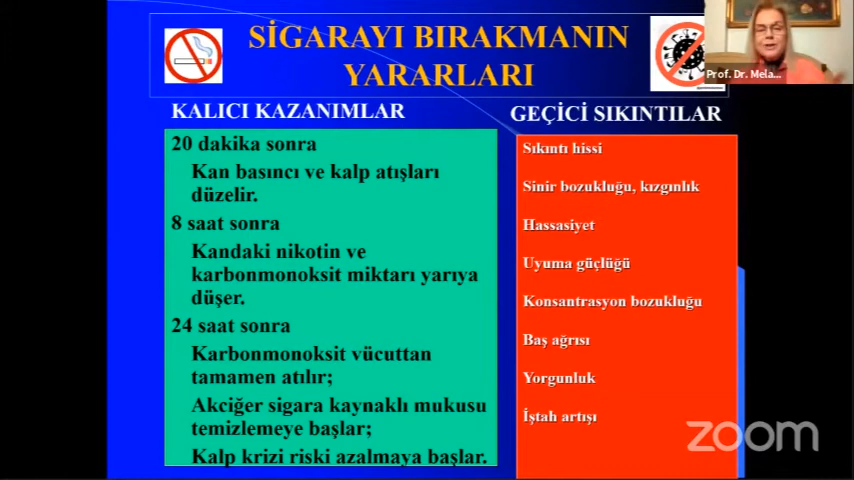 SİGARAYI BIRAKMANIN
YARARLARI
Prof. Dr. Mela...
KALICI KAZANIMLAR
20 dakika sonra
Kan basıncı ve kalp atışları
düzelir.
8 saat sonra
Kandaki nikotin ve
karbonmonoksit miktarı yarıya
düşer.
24 saat sonra
Karbonmonoksit vücuttan
tamamen atılır;
Akciğer sigara kaynaklı mukusu
temizlemeye başlar;
Kalp krizi riski azalmaya başlar.
GEÇİCİ SIKINTILAR
Sıkıntı hissi
Sinir bozukluğu, kızgınlık
Hassasiyet
Uyuma güçlüğü
Konsantrasyon bozukluğu
Baş ağrısı
Yorgunluk
İştah artışı
zoom